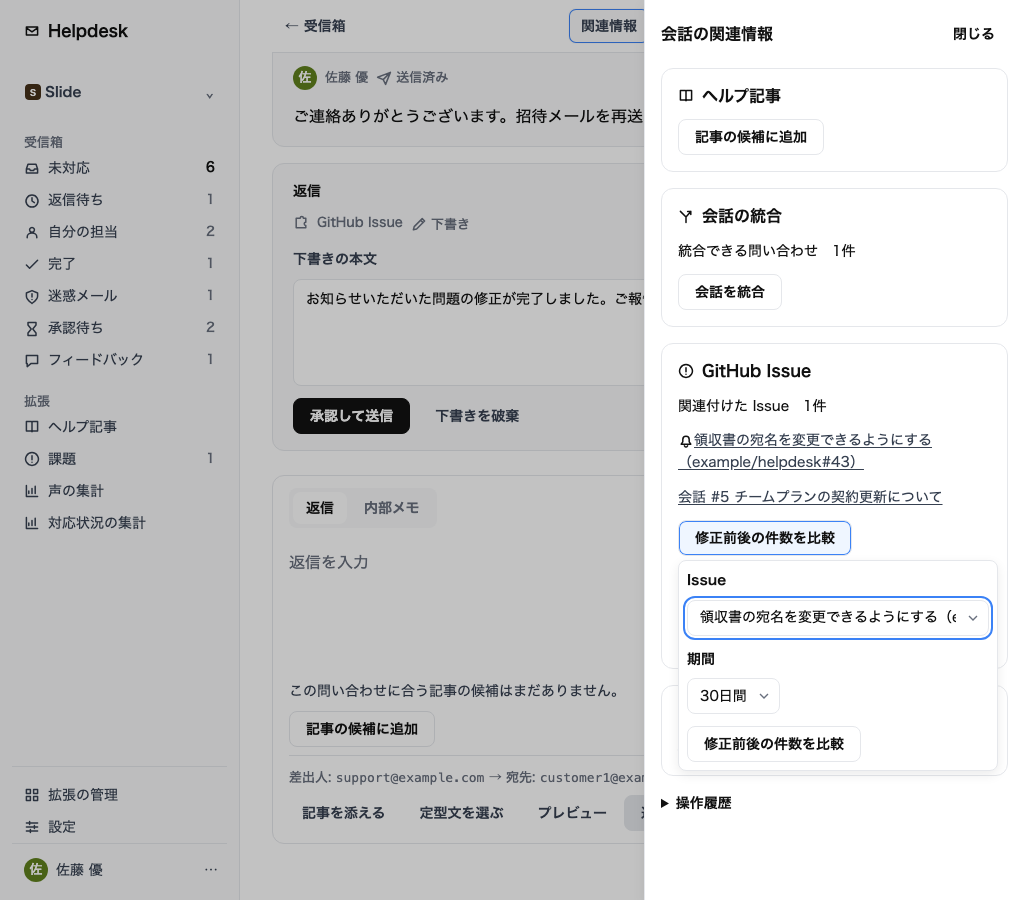 Helpdesk
S Slide
受信箱
未対応 6
返信待ち 1
自分の担当 2
完了 1
迷惑メール 1
承認待ち 2
フィードバック 1
拡張
ヘルプ記事
課題 1
声の集計
対応状況の集計
拡張の管理
設定
佐 佐藤 優 ···
← 受信箱
関連情報
佐 佐藤 優 送信済み
ご連絡ありがとうございます。招待メールを再送
返信
GitHub Issue 下書き
下書きの本文
お知らせいただいた問題の修正が完了しました。ご報
承認して送信 下書きを破棄
返信 内部メモ
返信を入力
この問い合わせに合う記事の候補はまだありません。
記事の候補に追加
差出人: support@example.com → 宛先: customer1@exam
記事を添える 定型文を選ぶ プレビュー
会話の関連情報 閉じる
ヘルプ記事
記事の候補に追加
会話の統合
統合できる問い合わせ 1件
会話を統合
GitHub Issue
関連付けた Issue 1件
領収書の宛名を変更できるようにする
（example/helpdesk#43）
会話 #5 チームプランの契約更新について
修正前後の件数を比較
Issue
領収書の宛名を変更できるようにする（e
期間
30日間
修正前後の件数を比較
操作履歴